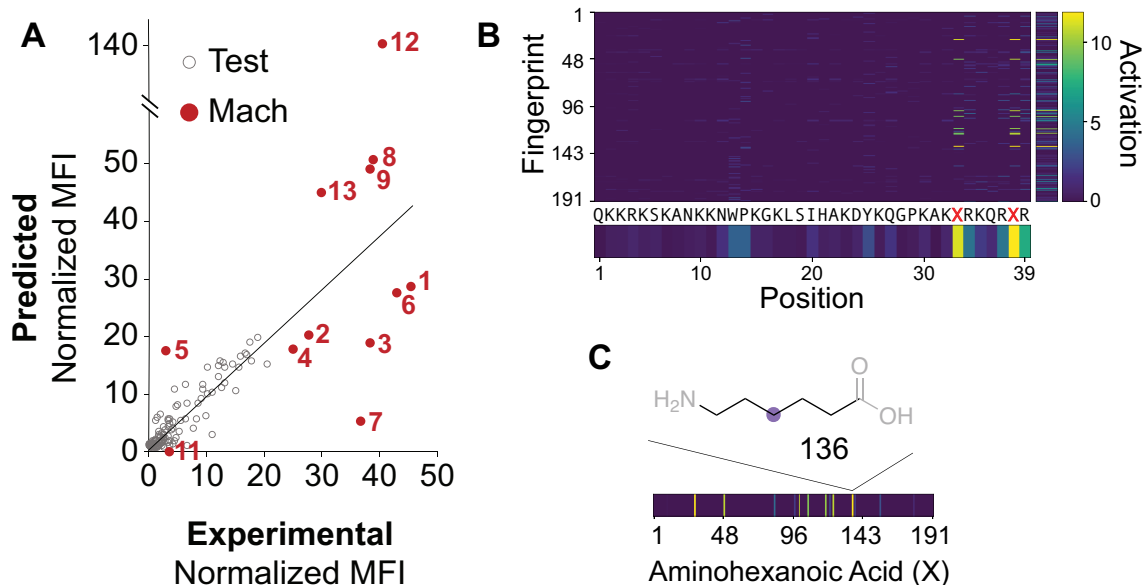 A
Predicted
Normalized MFI
140
50
40
30
20
10
0
Test
Mach
12
8
9
13
1
6
2
3
4
5
7
11
0 10 20 30 40 50
Experimental
Normalized MFI
B
Fingerprint
1
48
96
143
191
10
5
0
Activation
QKKRKSKANKKNWPKGKLSIHAKDYKQGPKAKXRKQRXR
1 10 20 30 39
Position
C
H₂N
O
OH
136
1 48 96 143 191
Aminohexanoic Acid (X)